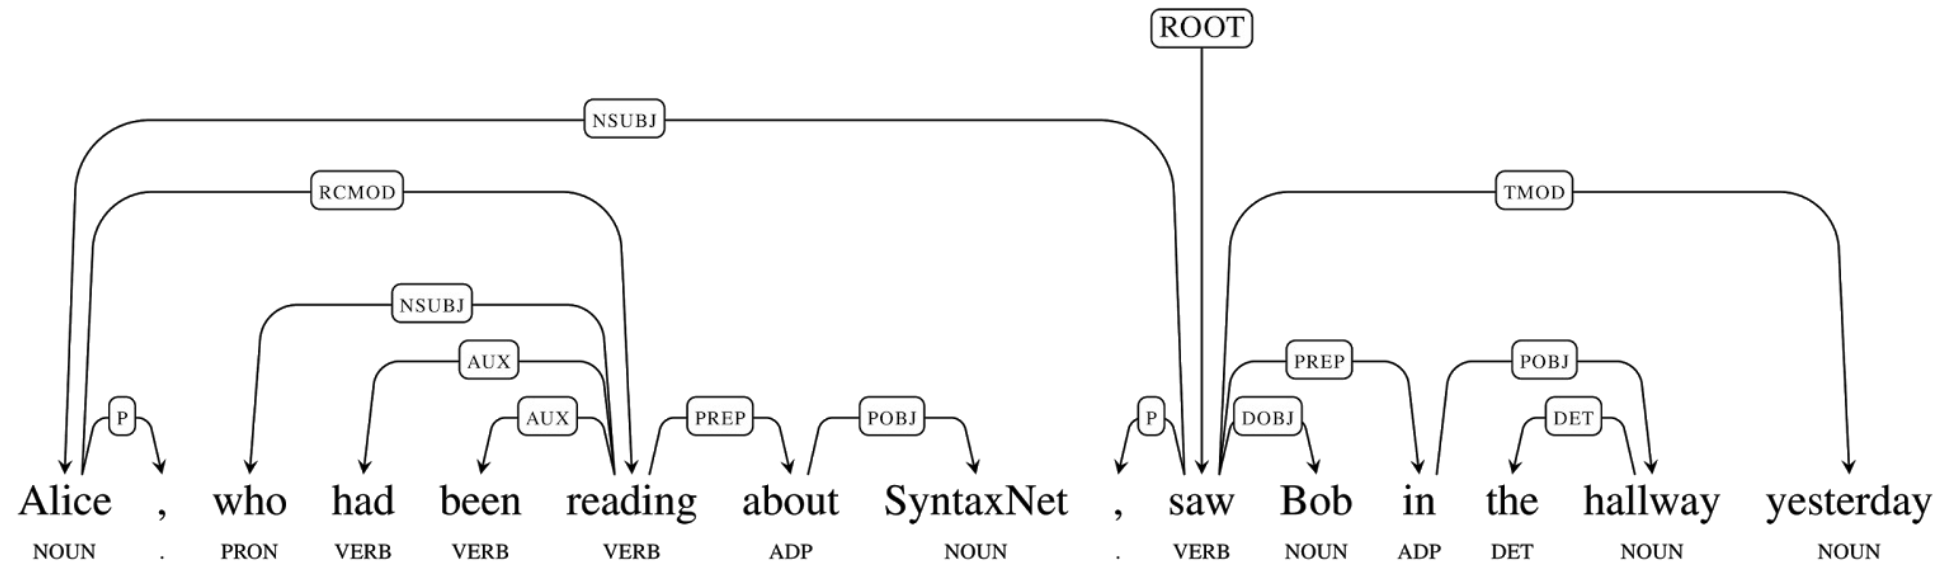 ROOT
NSUBJ
RCMOD TMOD
NSUBJ
AUX PREP POBJ
P AUX PREP POBJ P DOBJ DET
Alice , who had been reading about SyntaxNet , saw Bob in the hallway yesterday
NOUN . PRON VERB VERB VERB ADP NOUN . VERB NOUN ADP DET NOUN NOUN